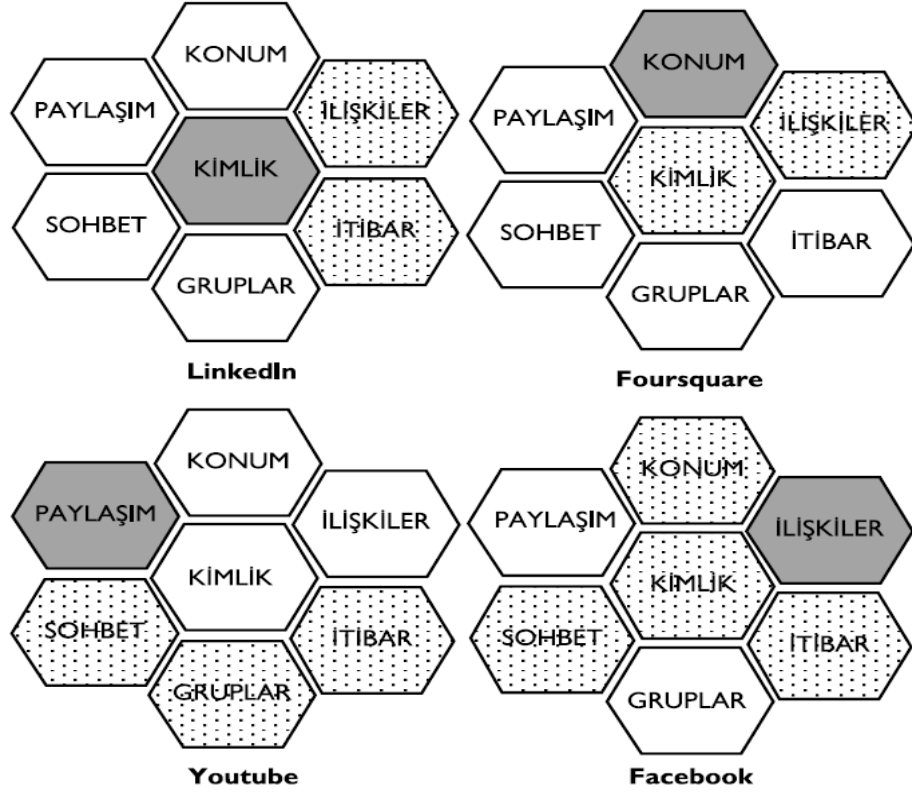 KONUM
PAYLAŞIM
İLİŞKİLER
KİMLİK
SOHBET
İTİBAR
GRUPLAR
LinkedIn
KONUM
PAYLAŞIM
İLİŞKİLER
KİMLİK
SOHBET
İTİBAR
GRUPLAR
Foursquare
KONUM
PAYLAŞIM
İLİŞKİLER
KİMLİK
SOHBET
İTİBAR
GRUPLAR
Youtube
KONUM
PAYLAŞIM
İLİŞKİLER
KİMLİK
SOHBET
İTİBAR
GRUPLAR
Facebook